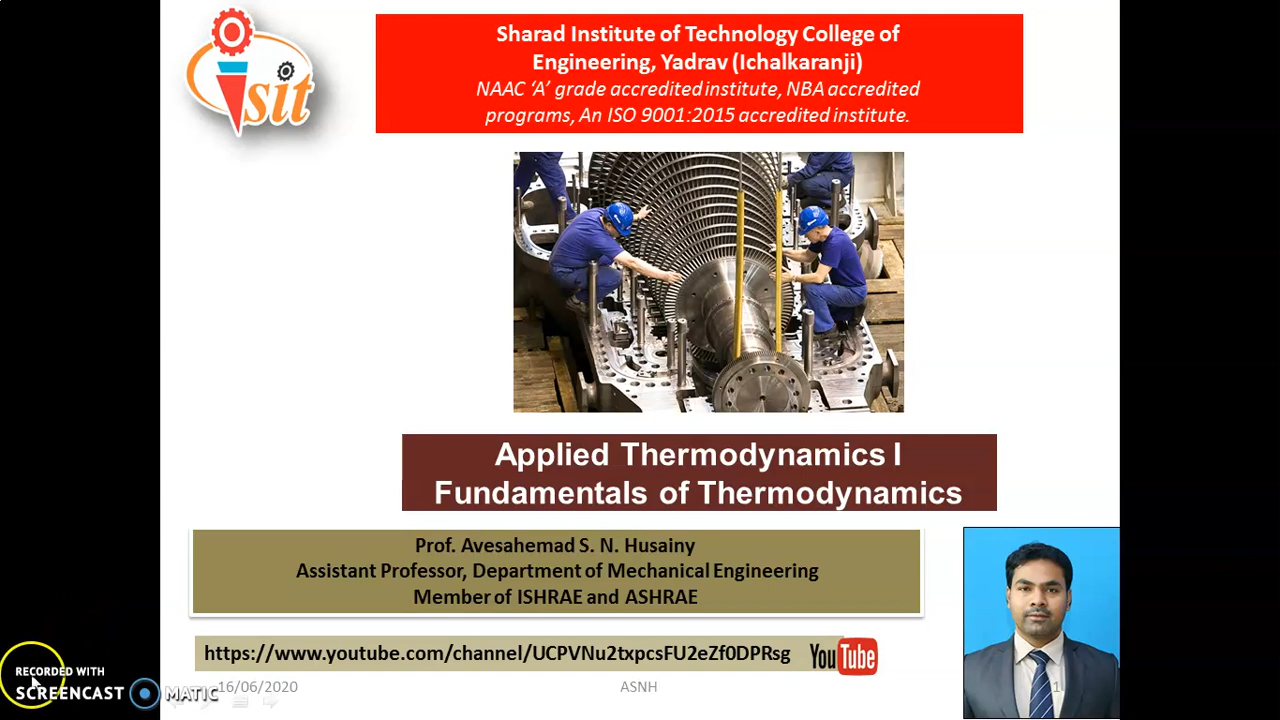 sit
Sharad Institute of Technology College of
Engineering, Yadrav (Ichalkaranji)
NAAC ‘A’ grade accredited institute, NBA accredited
programs, An ISO 9001:2015 accredited institute.
Applied Thermodynamics I
Fundamentals of Thermodynamics
Prof. Avesahemad S. N. Husainy
Assistant Professor, Department of Mechanical Engineering
Member of ISHRAE and ASHRAE
https://www.youtube.com/channel/UCPVNu2txpcsFU2eZf0DPRsg
YouTube
RECORDED WITH
SCREENCAST MATIC
16/06/2020
ASNH
1